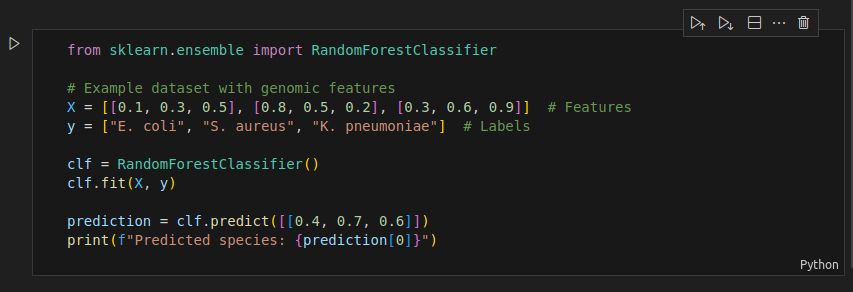 from sklearn.ensemble import RandomForestClassifier
# Example dataset with genomic features
X = [[0.1, 0.3, 0.5], [0.8, 0.5, 0.2], [0.3, 0.6, 0.9]]  # Features
y = ["E. coli", "S. aureus", "K. pneumoniae"]  # Labels
clf = RandomForestClassifier()
clf.fit(X, y)
prediction = clf.predict([[0.4, 0.7, 0.6]])
print(f"Predicted species: {prediction[0]}")
Python